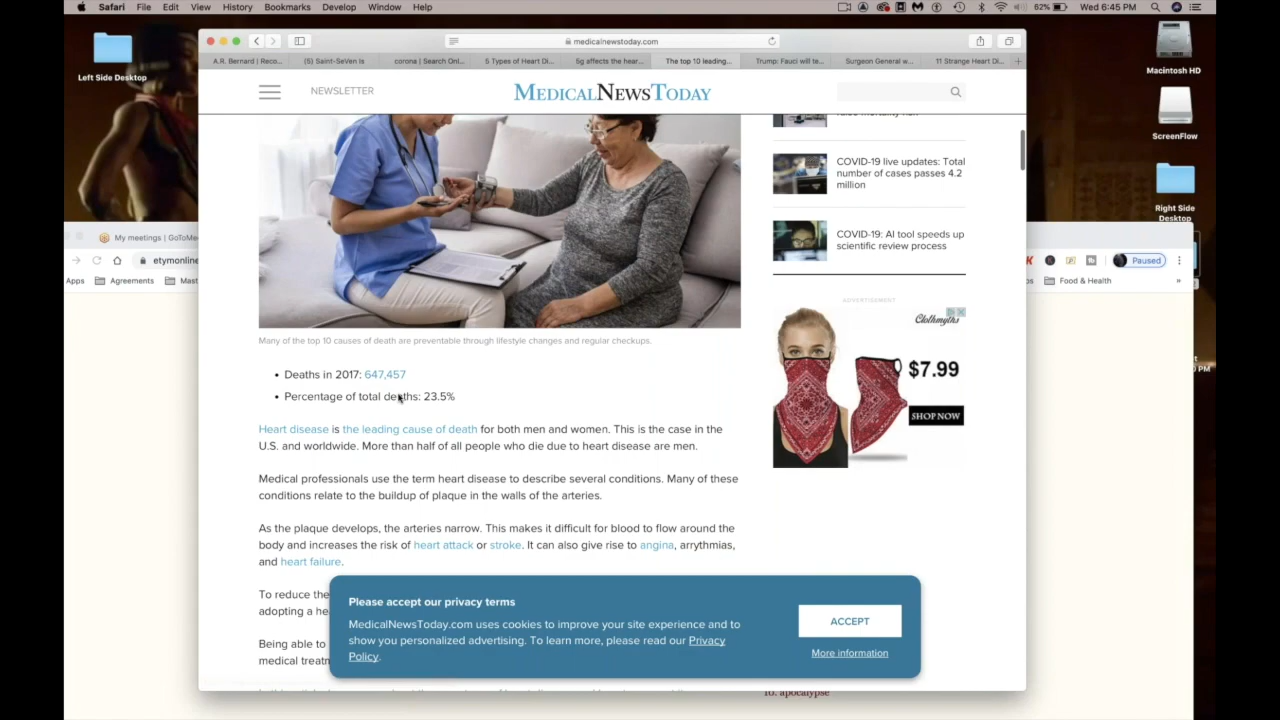 Safari File Edit View History Bookmarks Develop Window Help
62% Wed 6:45 PM
Left Side Desktop
Macintosh HD
ScreenFlow
Right Side
Desktop
medicalnewstoday.com
A.R. Bernard | Reco... (5) Saint-SeVen Is corona | Search Onl... 5 Types of Heart Di... 5g affects the hear... The top 10 leading... Trump: Fauci will te... Surgeon General w... 11 Strange Heart Di...
NEWSLETTER
MEDICALNEWSTODAY
COVID-19 live updates: Total
number of cases passes 4.2
million
COVID-19: AI tool speeds up
scientific review process
ADVERTISEMENT
Clothmyths
$7.99
SHOP NOW
My meetings | GoToMe
etymonline
Apps Agreements Mast
Paused
Food & Health
Many of the top 10 causes of death are preventable through lifestyle changes and regular checkups.
• Deaths in 2017: 647,457
• Percentage of total deaths: 23.5%
Heart disease is the leading cause of death for both men and women. This is the case in the
U.S. and worldwide. More than half of all people who die due to heart disease are men.
Medical professionals use the term heart disease to describe several conditions. Many of these
conditions relate to the buildup of plaque in the walls of the arteries.
As the plaque develops, the arteries narrow. This makes it difficult for blood to flow around the
body and increases the risk of heart attack or stroke. It can also give rise to angina, arrythmias,
and heart failure.
To reduce the
adopting a hea
Being able to
medical treatm
Please accept our privacy terms
MedicalNewsToday.com uses cookies to improve your site experience and to
show you personalized advertising. To learn more, please read our Privacy
Policy.
ACCEPT
More information
10. apocalypse